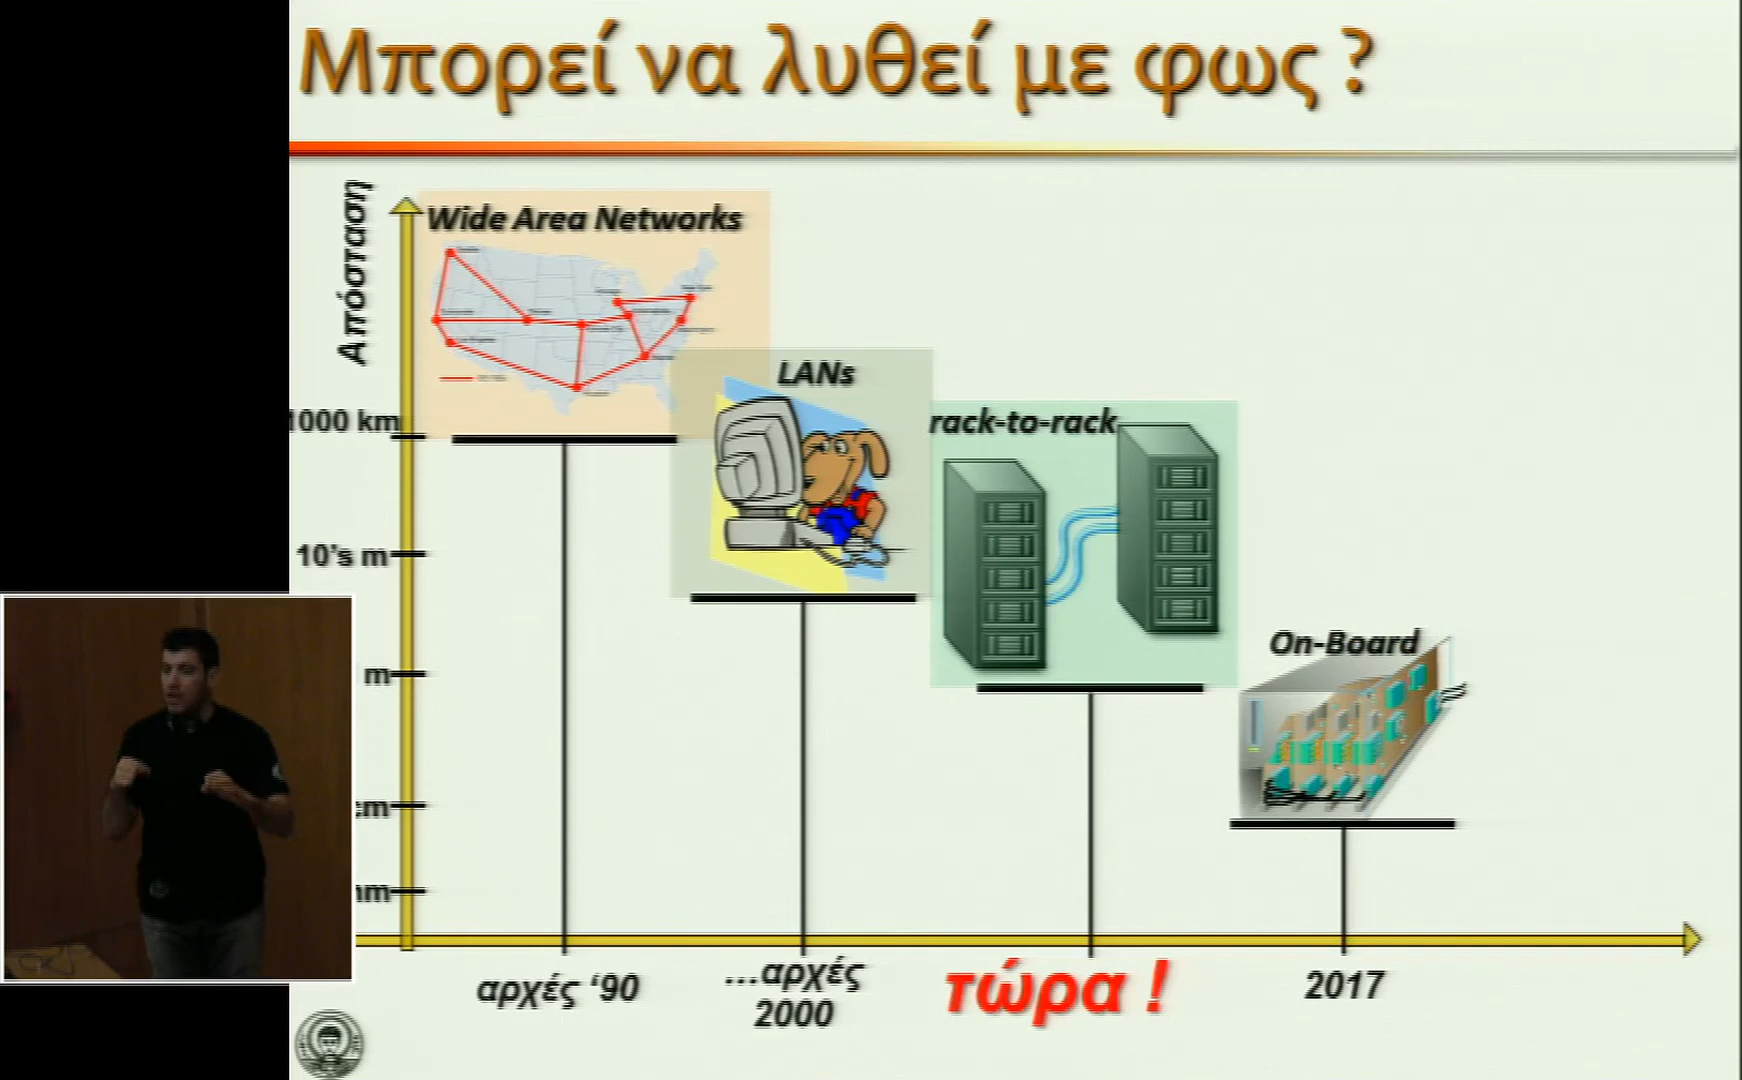 Μπορεί να λυθεί με φως ?
Απόσταση
Wide Area Networks
LANs
rack-to-rack
On-Board
1000 km
10's m
m
cm
mm
αρχές ‘90
...αρχές
2000
τώρα !
2017